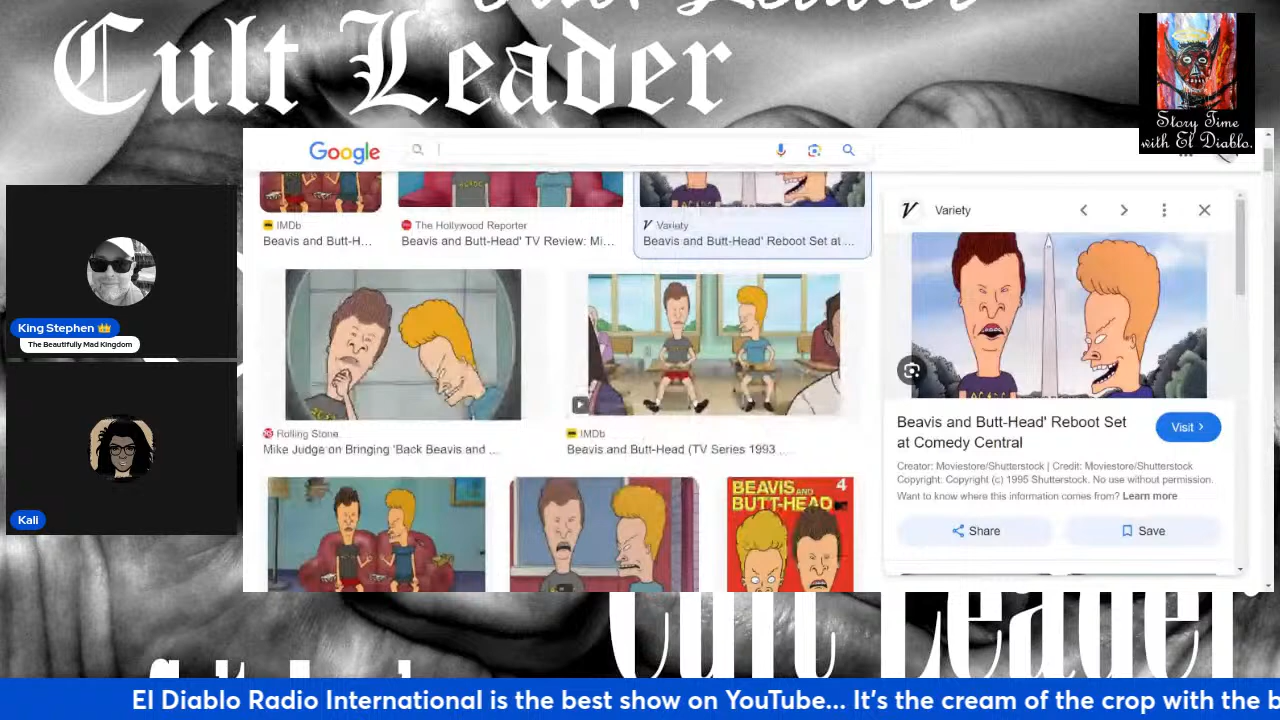 Cult Leader
Cult Leader
Story Time
with El Diablo.
Google
IMDb
Beavis and Butt-H...
The Hollywood Reporter
Beavis and Butt-Head' TV Review: Mi...
Variety
Beavis and Butt-Head' Reboot Set at ...
Variety
King Stephen
The Beautifully Mad Kingdom
Rolling Stone
Mike Judge on Bringing 'Back Beavis and ...
IMDb
Beavis and Butt-Head (TV Series 1993 ...
Beavis and Butt-Head' Reboot Set
at Comedy Central
Visit
Creator: Moviestore/Shutterstock | Credit: Moviestore/Shutterstock
Copyright: Copyright (c) 1995 Shutterstock. No use without permission.
Want to know where this information comes from? Learn more
Share
Save
Kali
BEAVIS AND
BUTT-HEAD
4
Cult Leader
El Diablo Radio International is the best show on YouTube... It's the cream of the crop with the b